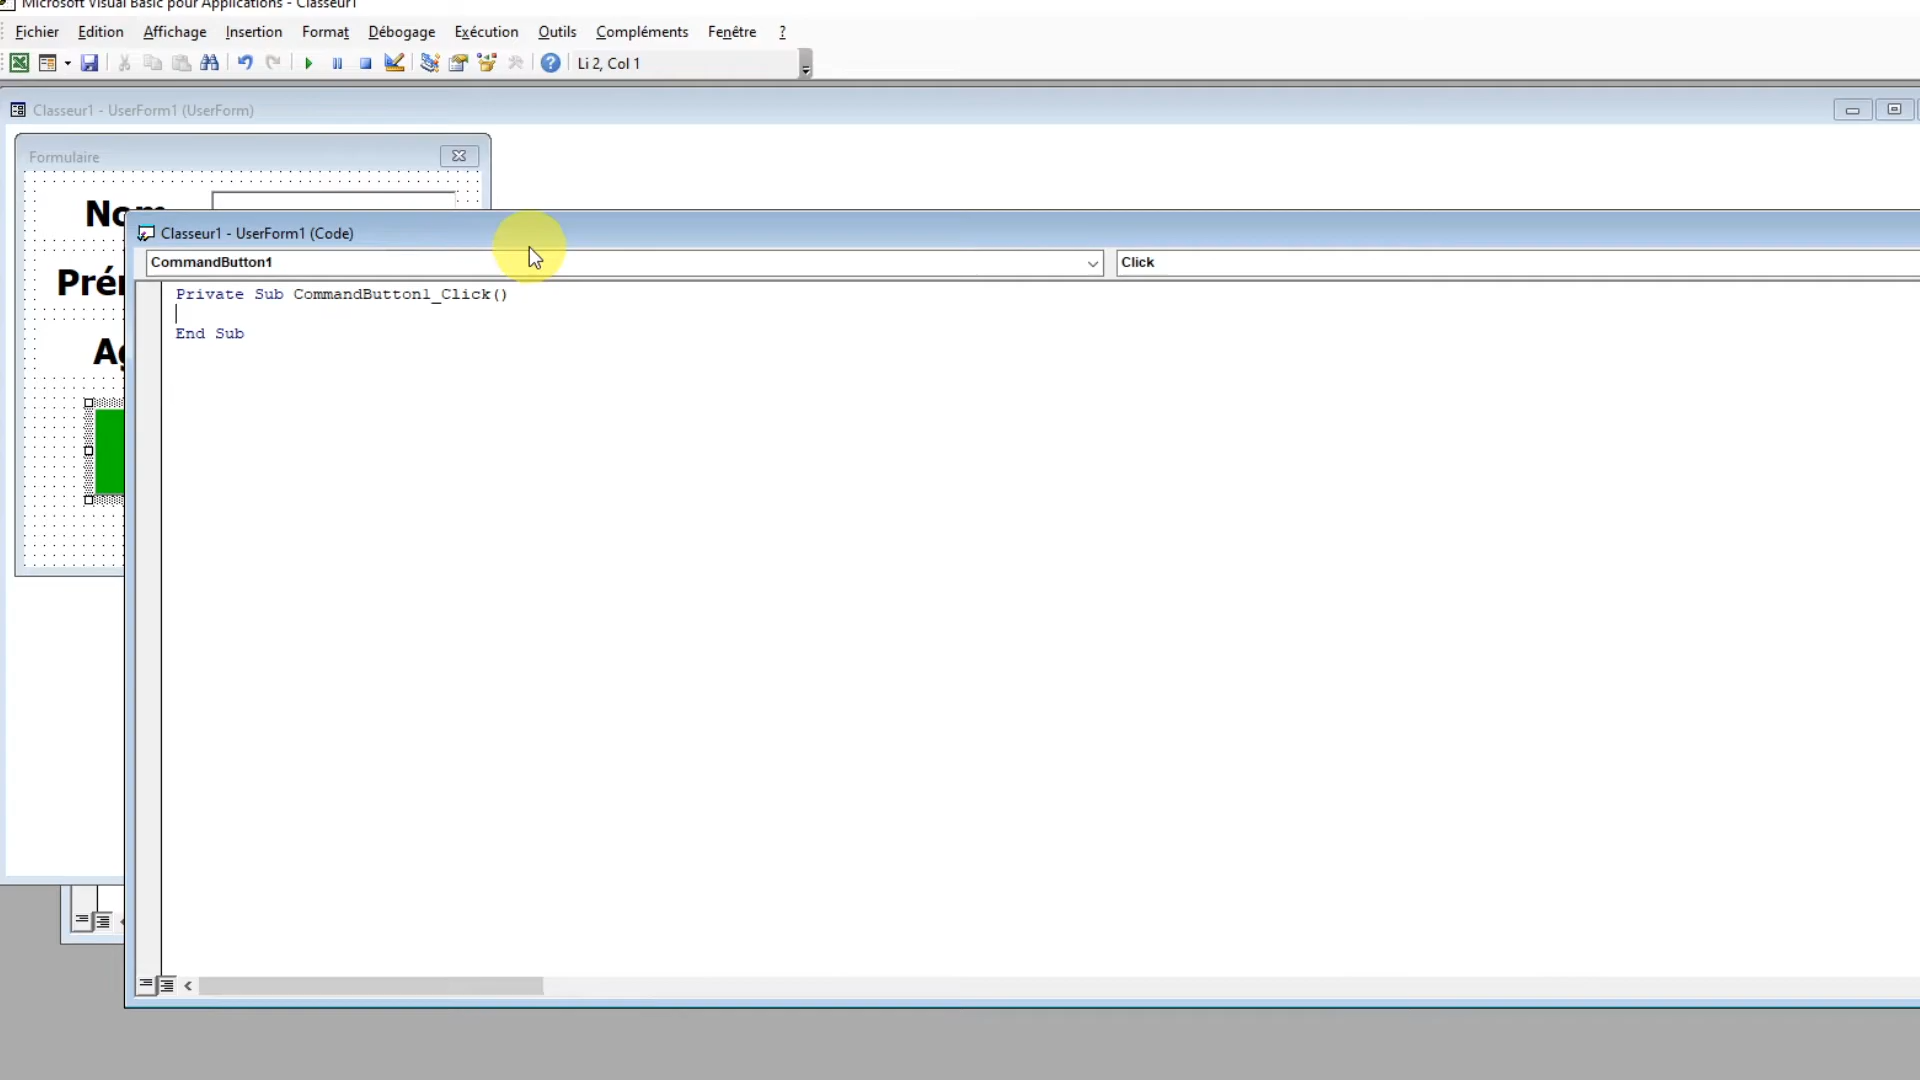 Microsoft Visual Basic pour Applications - Classeur1
Fichier Edition Affichage Insertion Format Débogage Exécution Outils Compléments Fenêtre ?
Li 2, Col 1
Classeur1 - UserForm1 (UserForm)
Formulaire
Nom
Classeur1 - UserForm1 (Code)
CommandButton1 Click
Private Sub CommandButton1_Click()
End Sub